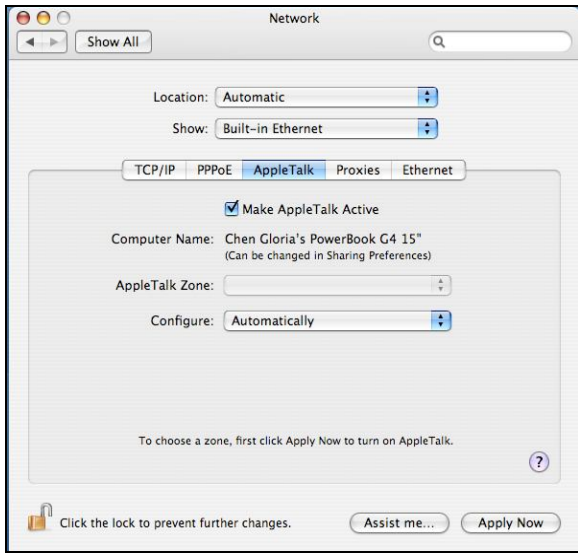 Network
Show All
Location: Automatic
Show: Built-in Ethernet
TCP/IP PPPoE AppleTalk Proxies Ethernet
Make AppleTalk Active
Computer Name: Chen Gloria's PowerBook G4 15"
(Can be changed in Sharing Preferences)
AppleTalk Zone:
Configure: Automatically
To choose a zone, first click Apply Now to turn on AppleTalk.
?
Click the lock to prevent further changes. Assist me... Apply Now